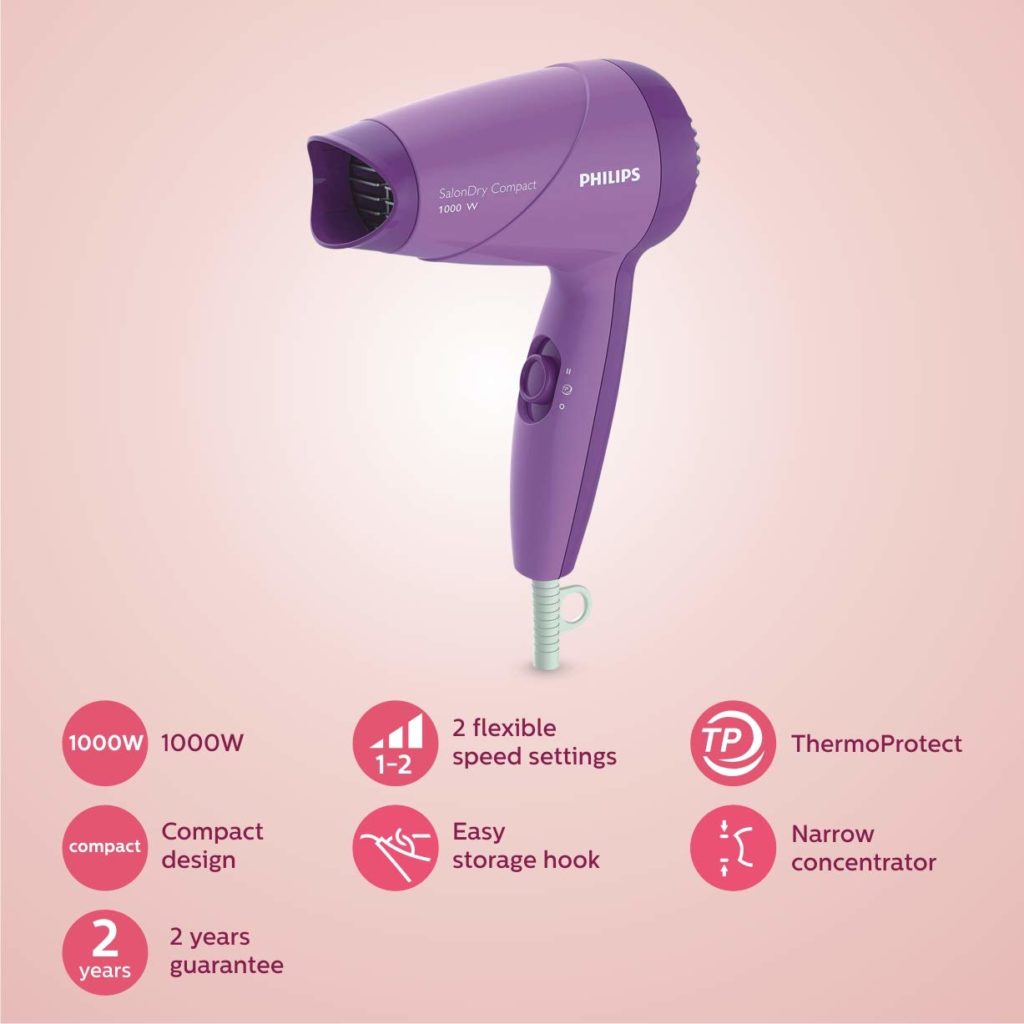 PHILIPS
SalonDry Compact
1000 W
II
O
1000W
1000W
1-2
2 flexible
speed settings
TP
ThermoProtect
compact
Compact
design
Easy
storage hook
Narrow
concentrator
2
years
2 years
guarantee